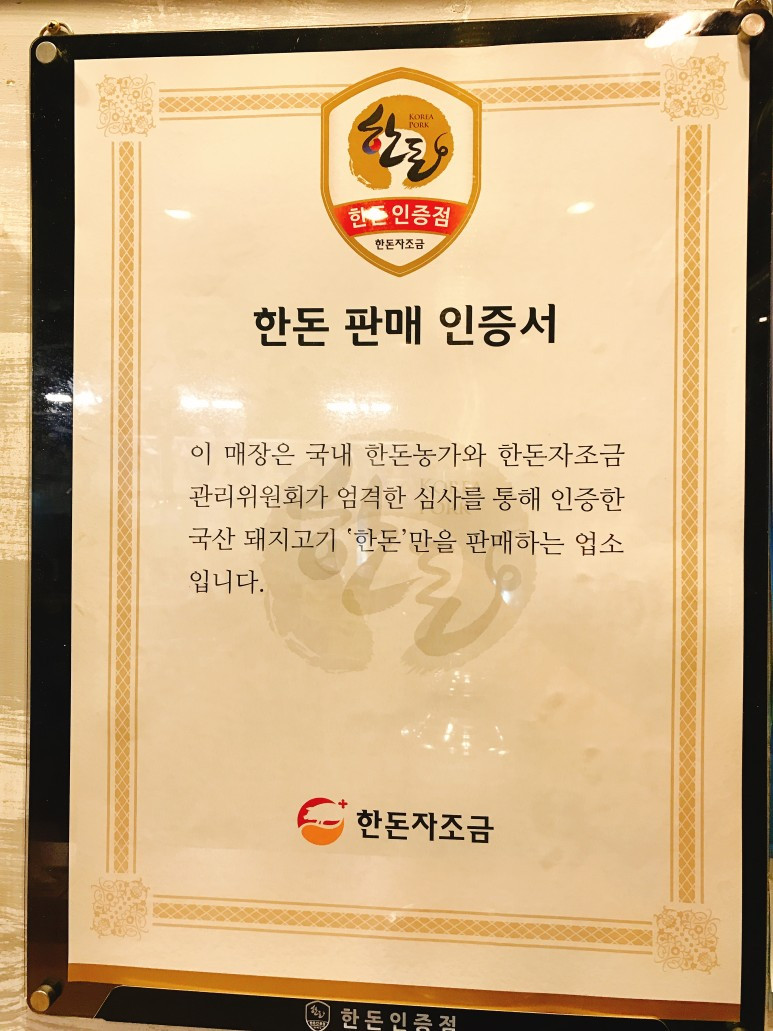 KOREA
PORK
한돈
한돈인증점
한돈자조금
한돈 판매 인증서
이 매장은 국내 한돈농가와 한돈자조금
관리위원회가 엄격한 심사를 통해 인증한
국산 돼지고기 ‘한돈’만을 판매하는 업소
입니다.
KOREA
PORK
한돈
한돈자조금
한돈인증점